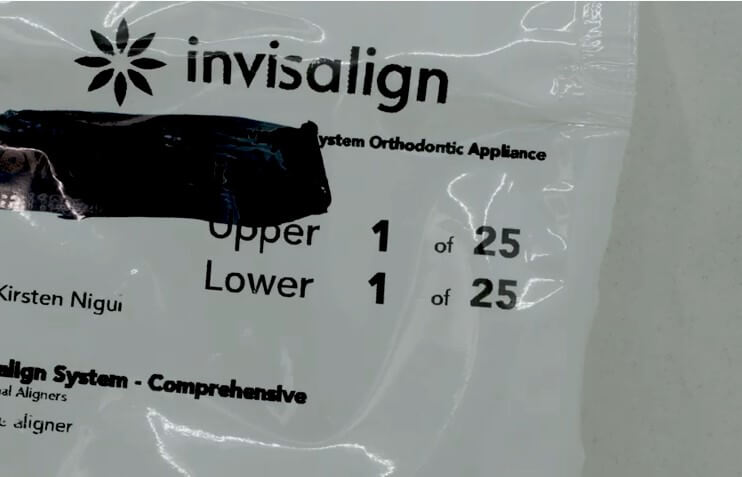 invisalign
ystem Orthodontic Appliance
Upper 1 of 25
Lower 1 of 25
Kirsten Nigui
align System - Comprehensive
al Aligners
aligner